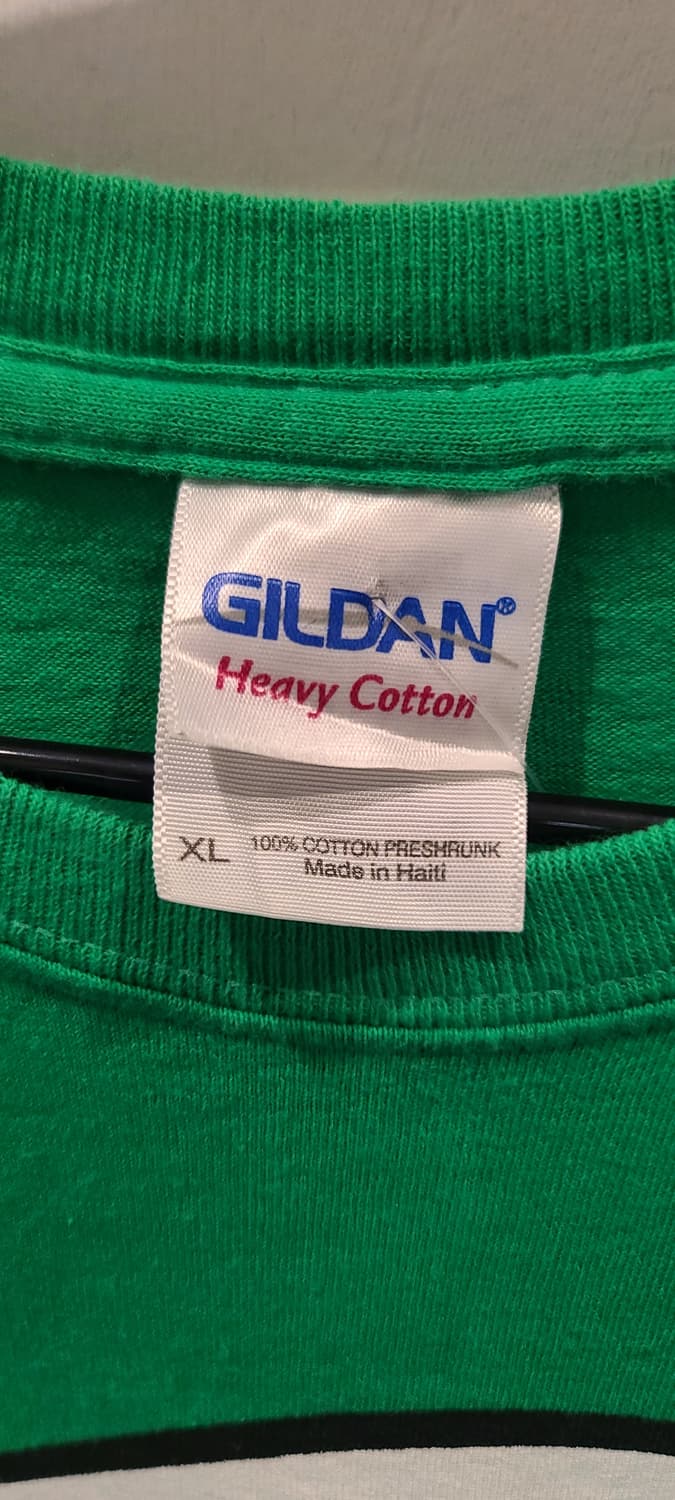 GILDAN®
Heavy Cotton
XL 100% COTTON PRESHRUNK
Made in Haiti